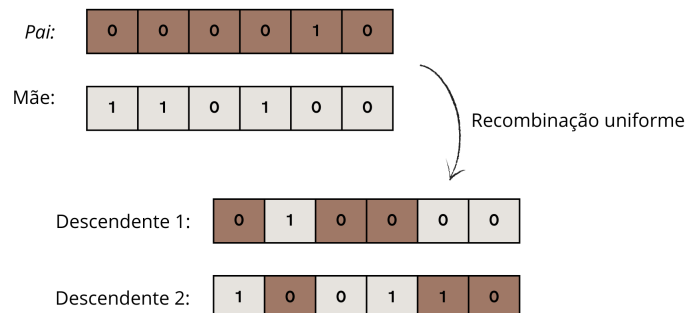 Pai: 0 0 0 0 1 0
Mãe: 1 1 0 1 0 0
Recombinação uniforme
Descendente 1: 0 1 0 0 0 0
Descendente 2: 1 0 0 1 1 0